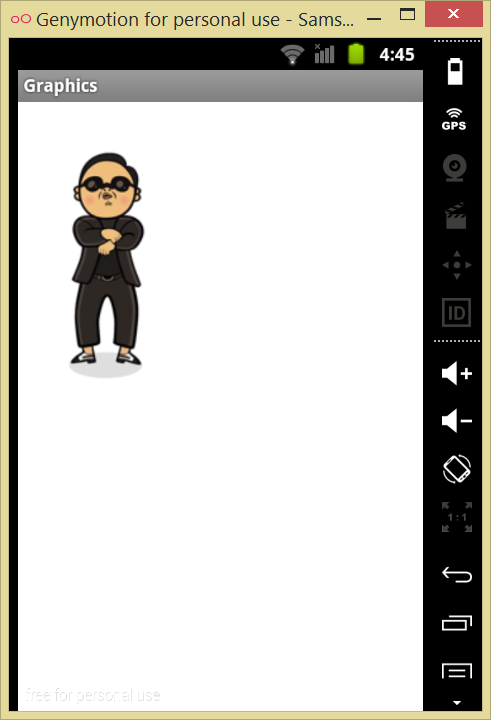 Genymotion for personal use - Sams...
4:45
Graphics
GPS
ID
1:1
free for personal use